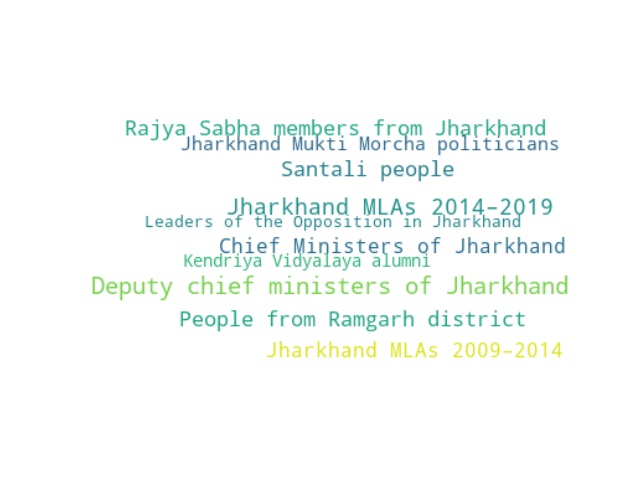 Rajya Sabha members from Jharkhand
Jharkhand Mukti Morcha politicians
Santali people
Jharkhand MLAs 2014–2019
Leaders of the Opposition in Jharkhand
Chief Ministers of Jharkhand
Kendriya Vidyalaya alumni
Deputy chief ministers of Jharkhand
People from Ramgarh district
Jharkhand MLAs 2009–2014